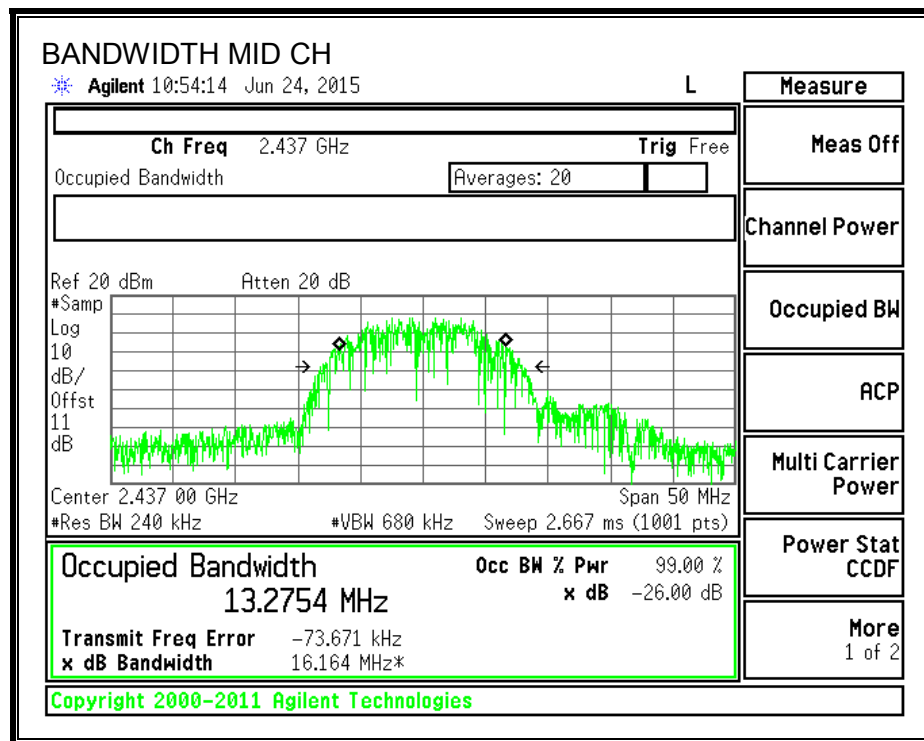 BANDWIDTH MID CH
Agilent 10:54:14 Jun 24, 2015 L
Measure
Ch Freq 2.437 GHz Trig Free
Occupied Bandwidth Averages: 20
Ref 20 dBm Atten 20 dB
#Samp
Log
10
dB/
Offst
11
dB
Center 2.437 00 GHz Span 50 MHz
#Res BW 240 kHz #VBW 680 kHz Sweep 2.667 ms (1001 pts)
Occupied Bandwidth Occ BW % Pwr 99.00 %
13.2754 MHz x dB -26.00 dB
Transmit Freq Error -73.671 kHz
x dB Bandwidth 16.164 MHz*
Copyright 2000-2011 Agilent Technologies
Meas Off
Channel Power
Occupied BW
ACP
Multi Carrier
Power
Power Stat
CCDF
More
1 of 2